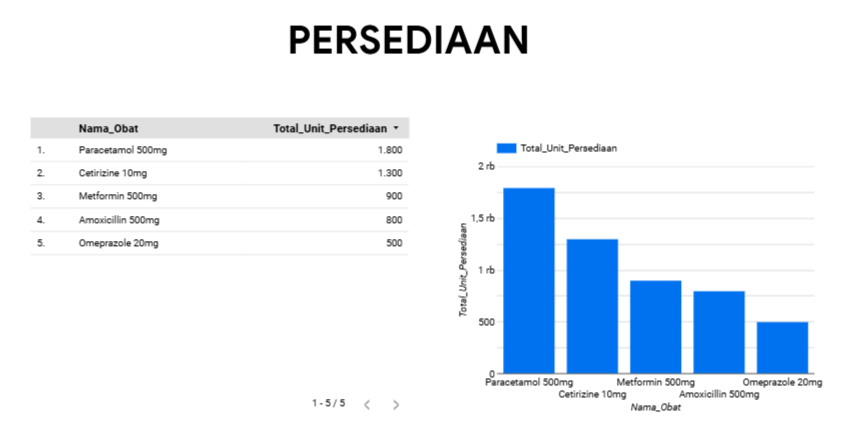 PERSEDIAAN
Nama_Obat Total_Unit_Persediaan
1. Paracetamol 500mg 1.800
2. Cetirizine 10mg 1.300
3. Metformin 500mg 900
4. Amoxicillin 500mg 800
5. Omeprazole 20mg 500
1 - 5 / 5
Total_Unit_Persediaan
2 rb
1,5 rb
1 rb
500
0
Total_Unit_Persediaan
Paracetamol 500mg Metformin 500mg Omeprazole 20mg
Cetirizine 10mg Amoxicillin 500mg
Nama_Obat